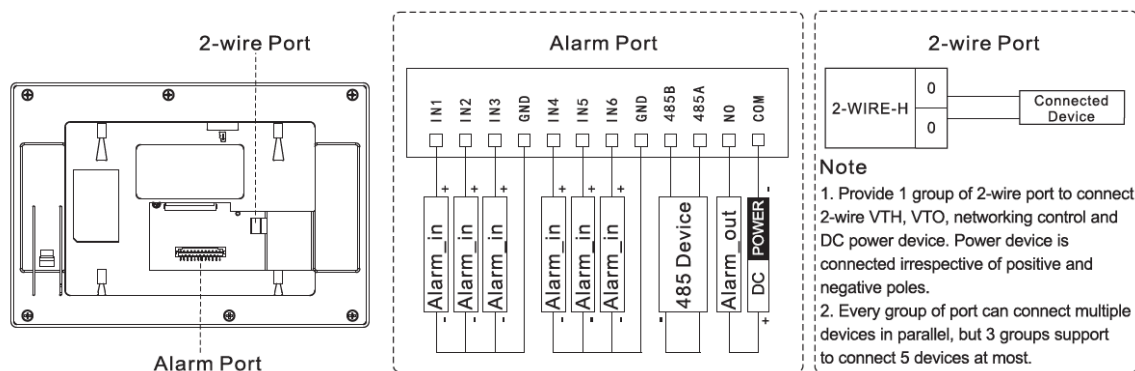 2-wire Port
Alarm Port
Alarm Port
IN1
IN2
IN3
GND
IN4
IN5
IN6
GND
485B
485A
NO
COM
+
+
+
+
+
+
-
Alarm_in
Alarm_in
Alarm_in
Alarm_in
Alarm_in
Alarm_in
485 Device
Alarm_out
DC POWER
-
-
-
-
-
-
-
+
2-wire Port
2-WIRE-H
0
0
Connected
Device
Note
1. Provide 1 group of 2-wire port to connect
2-wire VTH, VTO, networking control and
DC power device. Power device is
connected irrespective of positive and
negative poles.
2. Every group of port can connect multiple
devices in parallel, but 3 groups support
to connect 5 devices at most.